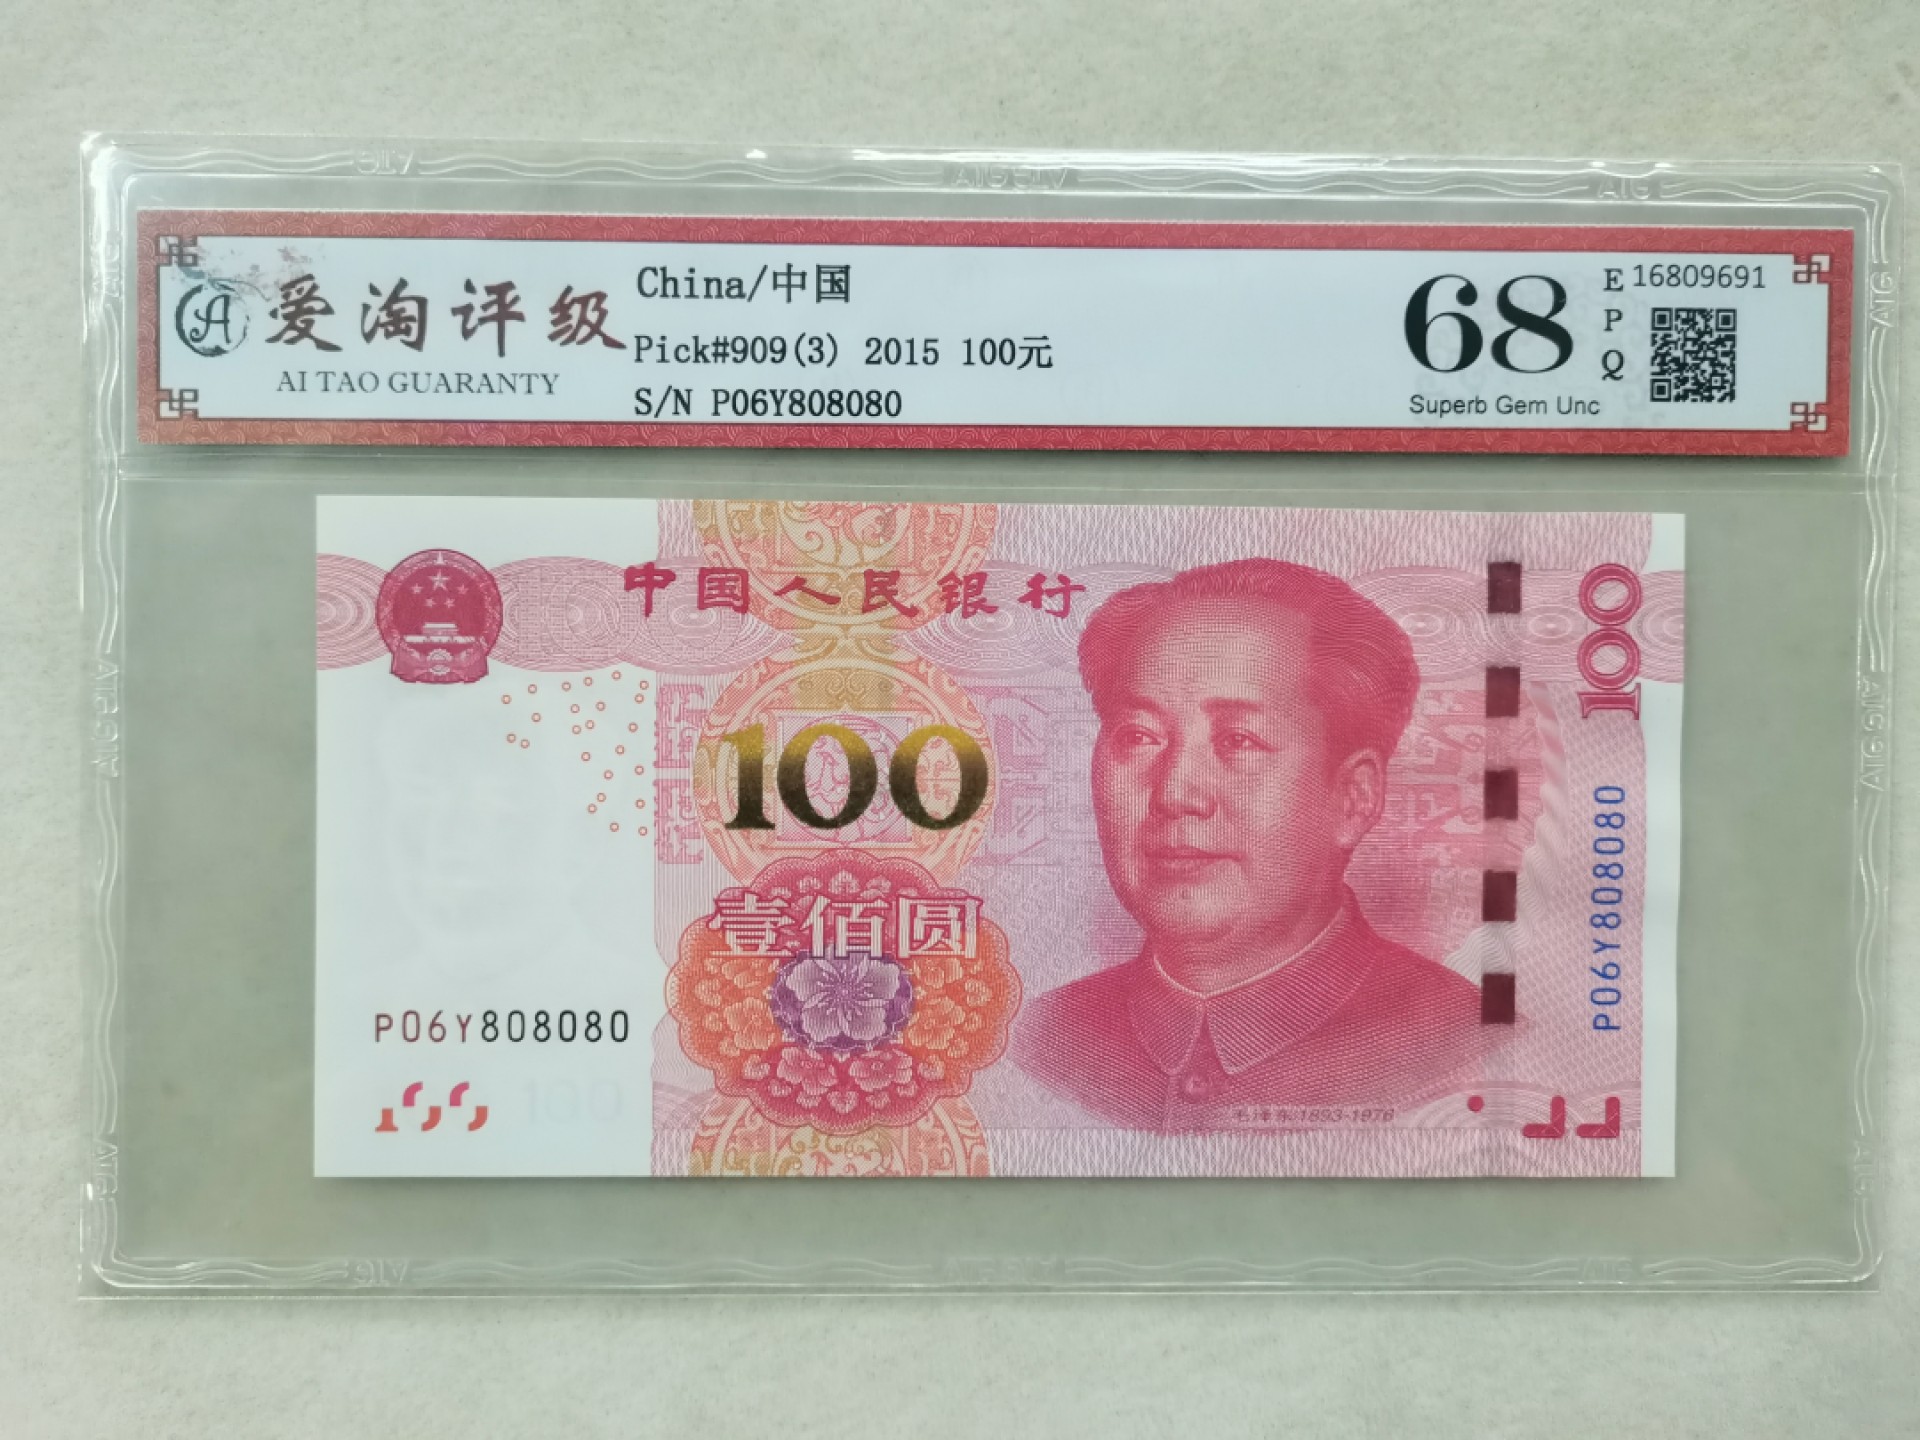 爱淘评级
AI TAO GUARANTY
China/中国
Pick#909(3) 2015 100元
S/N P06Y808080
68
EPQ
Superb Gem Unc
16809691
中国人民银行
100
100
壹佰圆
P06Y808080
P06Y808080
100
毛泽东 1893-1976